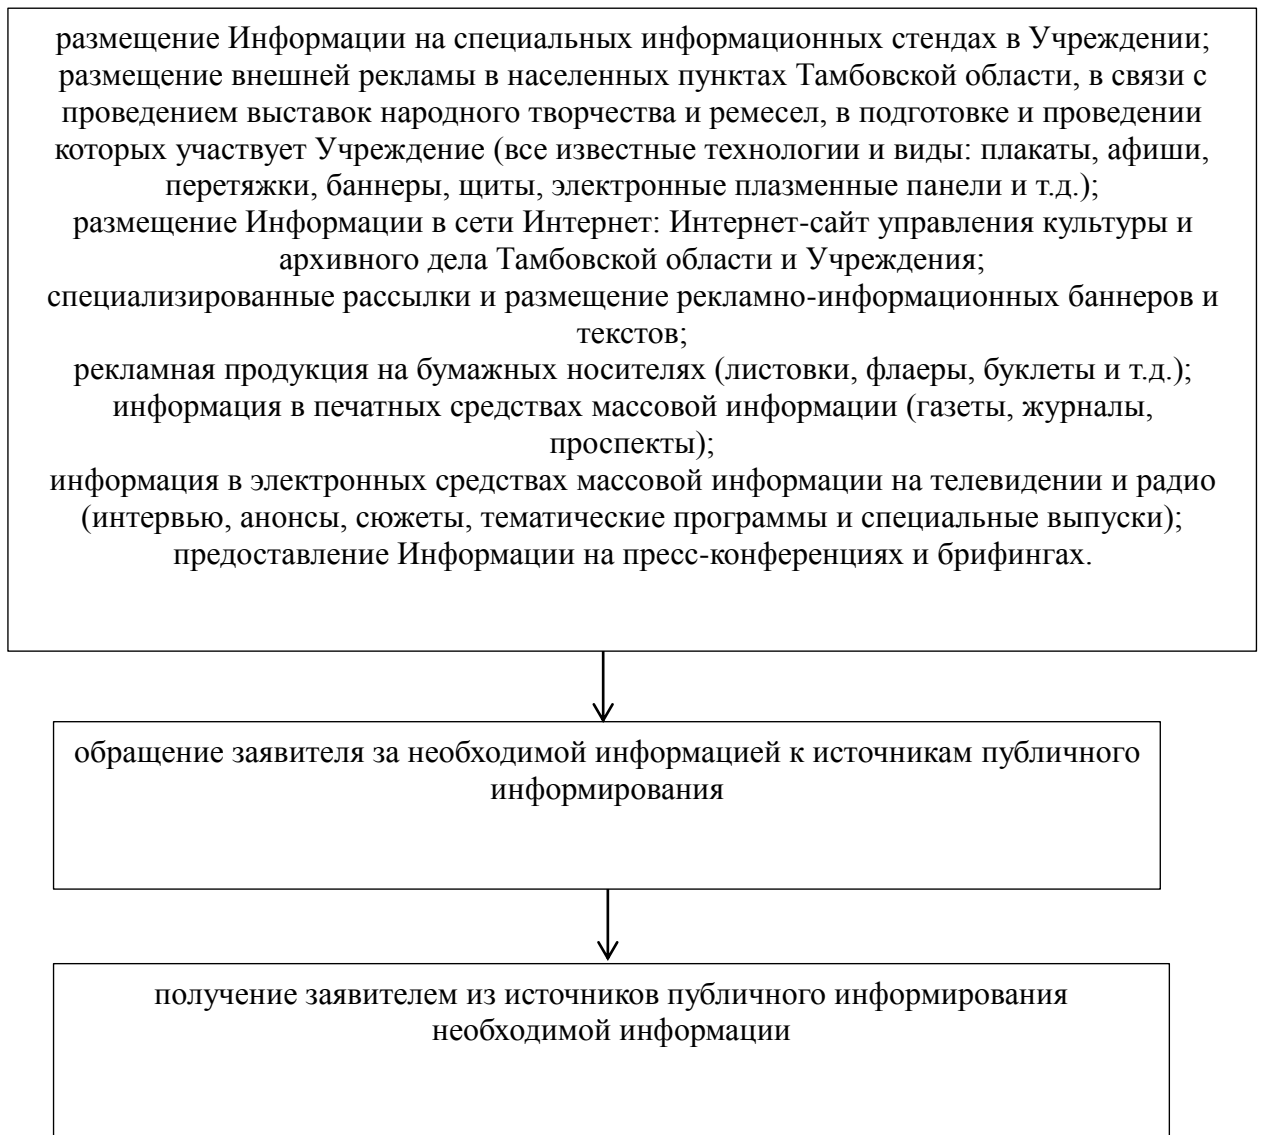 размещение Информации на специальных информационных стендах в Учреждении;
размещение внешней рекламы в населенных пунктах Тамбовской области, в связи с
проведением выставок народного творчества и ремесел, в подготовке и проведении
которых участвует Учреждение (все известные технологии и виды: плакаты, афиши,
перетяжки, баннеры, щиты, электронные плазменные панели и т.д.);
размещение Информации в сети Интернет: Интернет-сайт управления культуры и
архивного дела Тамбовской области и Учреждения;
специализированные рассылки и размещение рекламно-информационных баннеров и
текстов;
рекламная продукция на бумажных носителях (листовки, флаеры, буклеты и т.д.);
информация в печатных средствах массовой информации (газеты, журналы,
проспекты);
информация в электронных средствах массовой информации на телевидении и радио
(интервью, анонсы, сюжеты, тематические программы и специальные выпуски);
предоставление Информации на пресс-конференциях и брифингах.
обращение заявителя за необходимой информацией к источникам публичного
информирования
получение заявителем из источников публичного информирования
необходимой информации